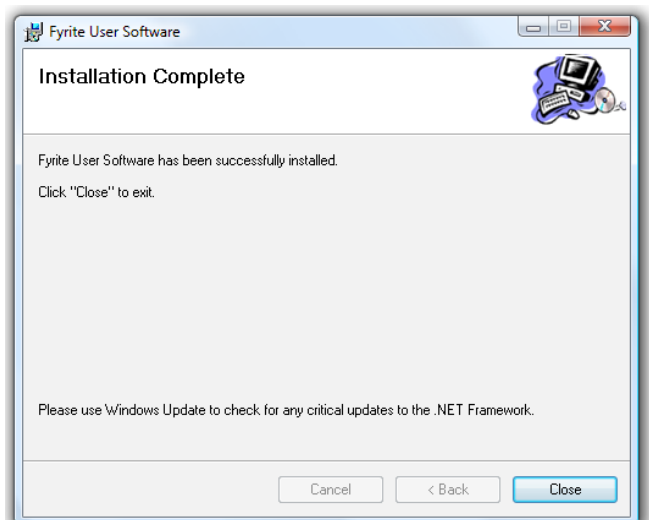 Fyrite User Software
Installation Complete
Fyrite User Software has been successfully installed.
Click "Close" to exit.
Please use Windows Update to check for any critical updates to the .NET Framework.
Cancel
< Back
Close